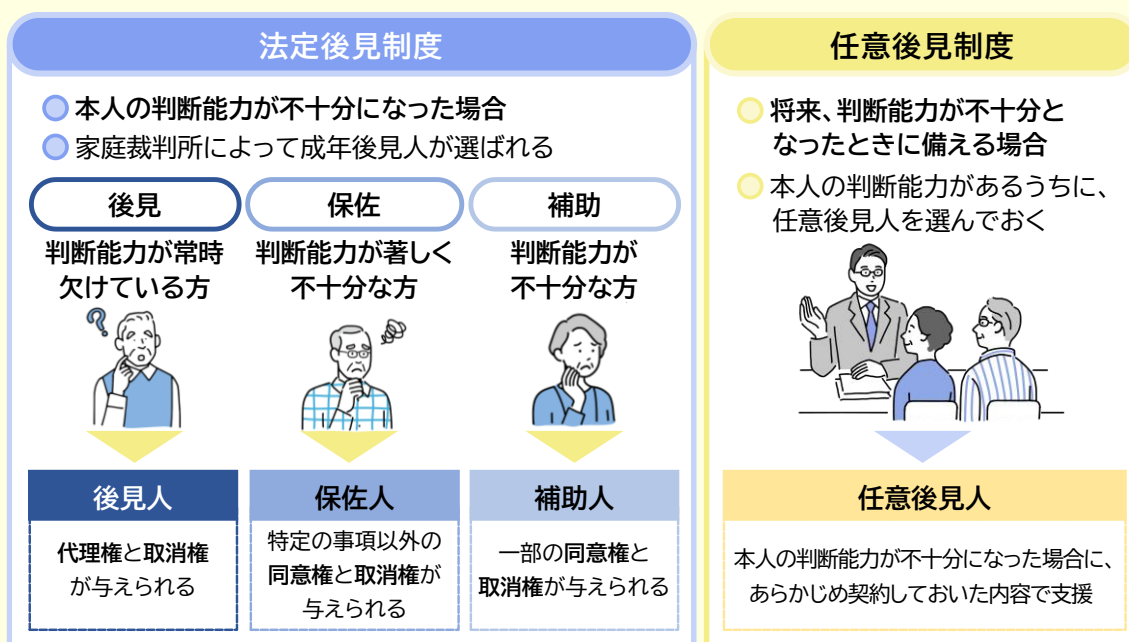 法定後見制度
本人の判断能力が不十分になった場合
家庭裁判所によって成年後見人が選ばれる
後見
判断能力が常時
欠けている方
後見人
代理権と取消権
が与えられる
保佐
判断能力が著しく
不十分な方
保佐人
特定の事項以外の
同意権と取消権が
与えられる
補助
判断能力が
不十分な方
補助人
一部の同意権と
取消権が与えられる
任意後見制度
将来、判断能力が不十分と
なったときに備える場合
本人の判断能力があるうちに、
任意後見人を選んでおく
任意後見人
本人の判断能力が不十分になった場合に、
あらかじめ契約しておいた内容で支援